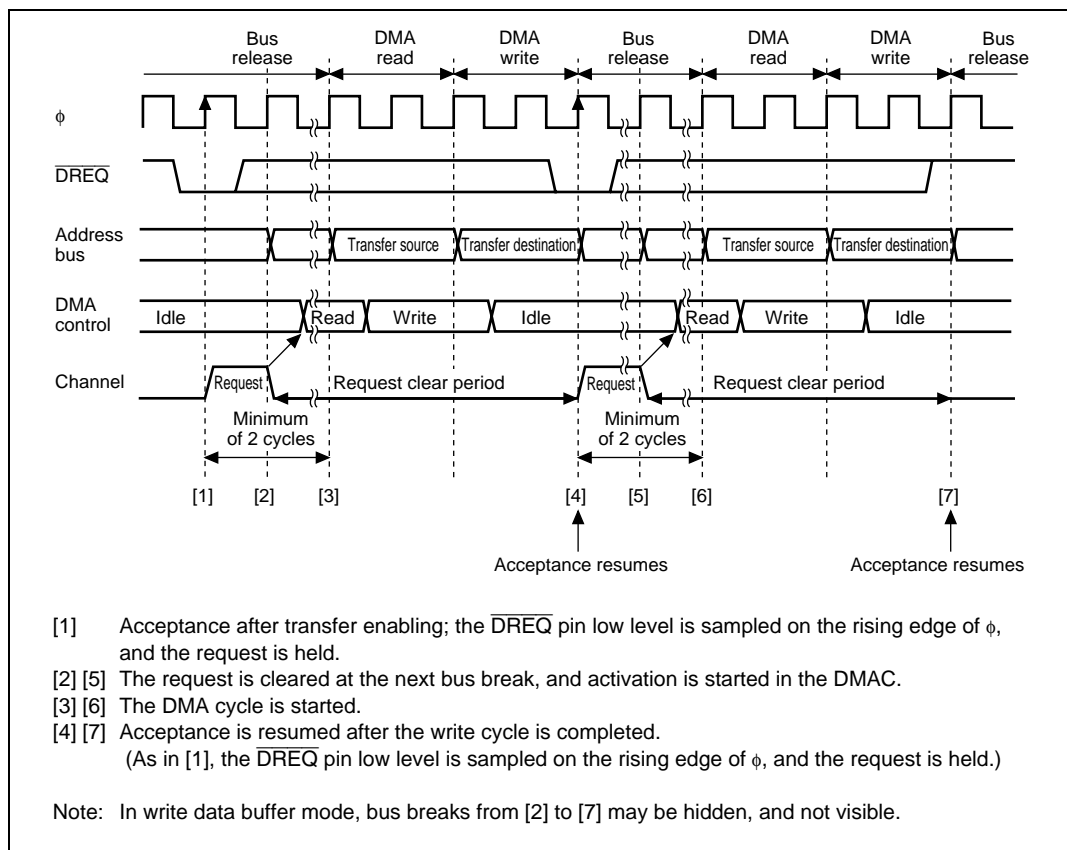 Bus release DMA read DMA write Bus release DMA read DMA write Bus release
ϕ
DREQ
Address bus
Transfer source Transfer destination Transfer source Transfer destination
DMA control
Idle Read Write Idle Read Write Idle
Channel
Request Request clear period Request Request clear period
Minimum of 2 cycles Minimum of 2 cycles
[1] [2] [3] [4] [5] [6] [7]
Acceptance resumes Acceptance resumes
[1] Acceptance after transfer enabling; the DREQ pin low level is sampled on the rising edge of ϕ,
and the request is held.
[2] [5] The request is cleared at the next bus break, and activation is started in the DMAC.
[3] [6] The DMA cycle is started.
[4] [7] Acceptance is resumed after the write cycle is completed.
(As in [1], the DREQ pin low level is sampled on the rising edge of ϕ, and the request is held.)
Note: In write data buffer mode, bus breaks from [2] to [7] may be hidden, and not visible.